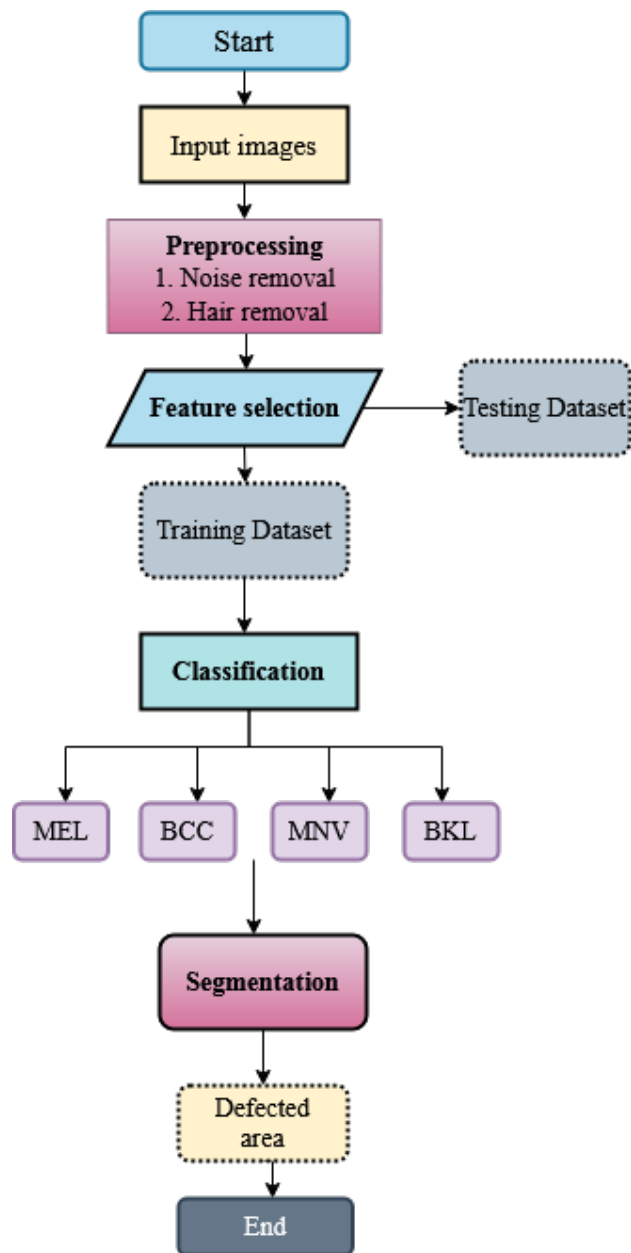 Start
Input images
Preprocessing
1. Noise removal
2. Hair removal
Feature selection
Testing Dataset
Training Dataset
Classification
MEL
BCC
MNV
BKL
Segmentation
Defected
area
End